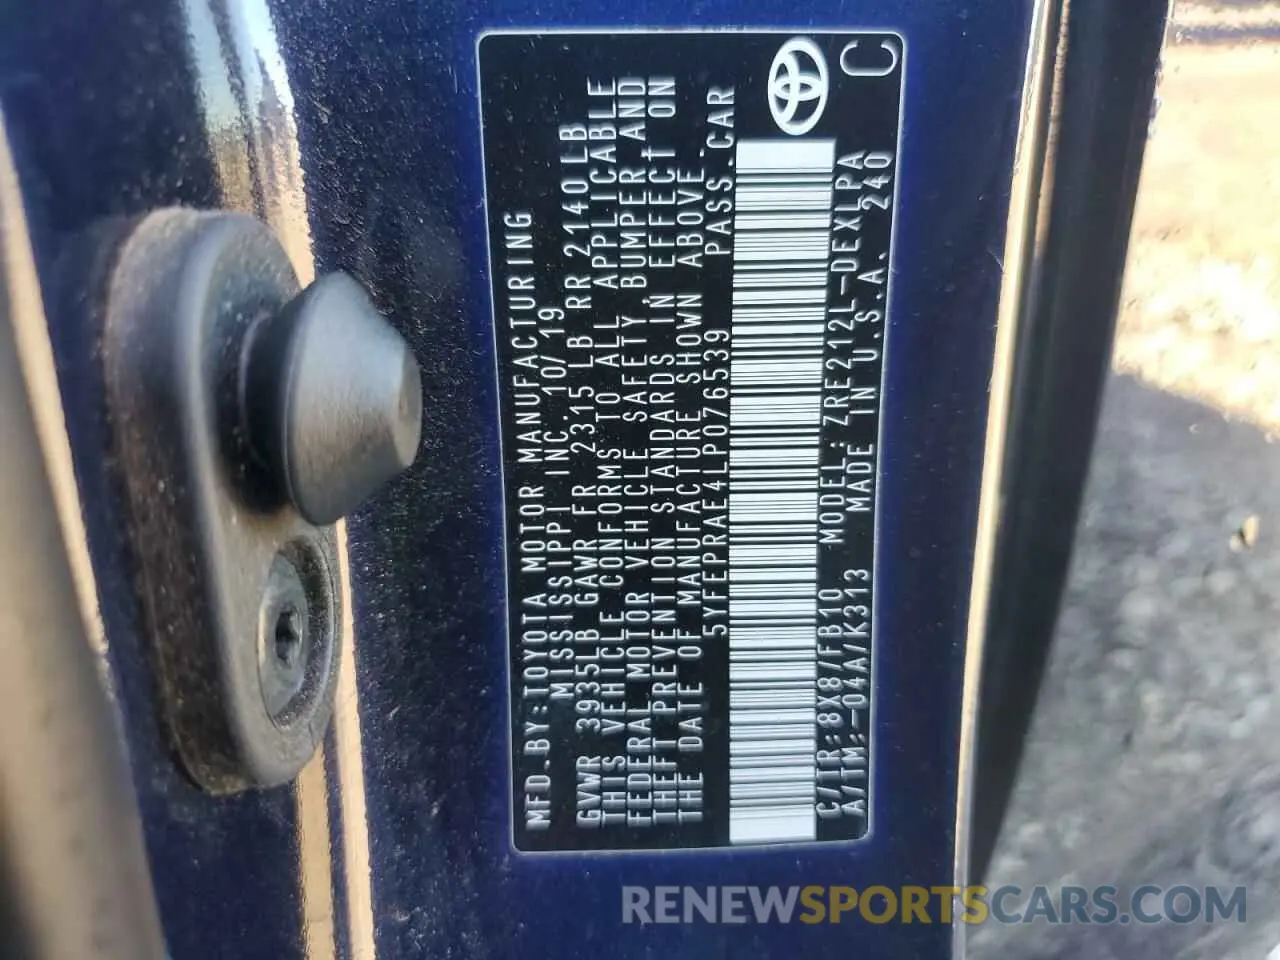 MFD.BY:TOYOTA MOTOR MANUFACTURING
MISSISSIPPI INC. 10/19
GVWR 3935LB GAWR FR 2315 LB RR 2140LB
THIS VEHICLE CONFORMS TO ALL APPLICABLE
FEDERAL MOTOR VEHICLE SAFETY, BUMPER AND
THEFT PREVENTION STANDARDS IN EFFECT ON
THE DATE OF MANUFACTURE SHOWN ABOVE.
5YFEPRAE4LP076539 PASS.CAR
C/TR:8X8/FB10 MODEL:ZRE212L-DEXLPA
A/TM:-04A/K313 MADE IN U.S.A. 240
C
RENEWSPORTSCARS.COM